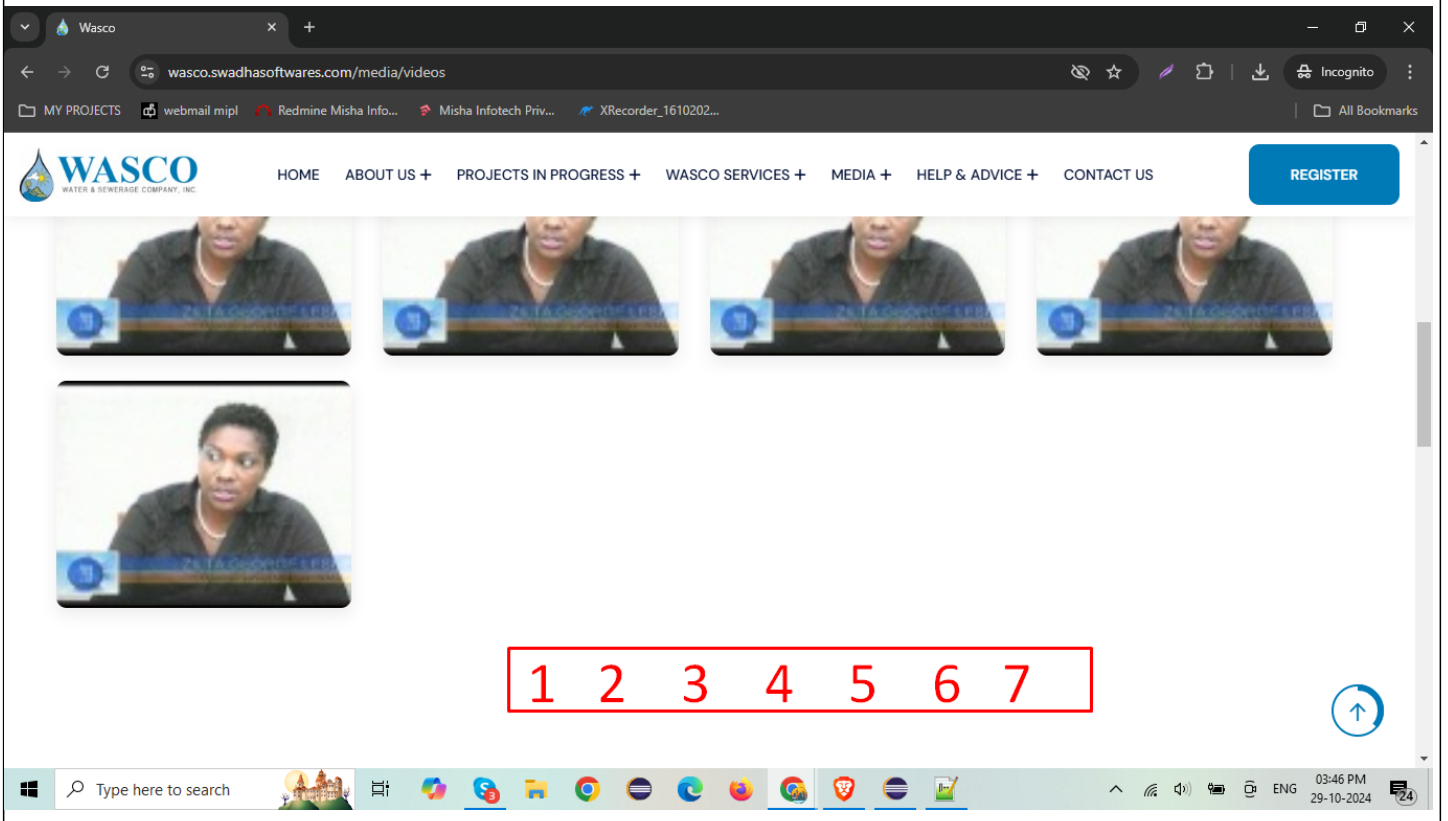 Wasco
wasco.swadhasoftwares.com/media/videos
Incognito
MY PROJECTS webmail mipl Redmine Misha Info... Misha Infotech Priv... XRecorder_1610202... All Bookmarks
WASCO
WATER & SEWERAGE COMPANY, INC.
HOME ABOUT US + PROJECTS IN PROGRESS + WASCO SERVICES + MEDIA + HELP & ADVICE + CONTACT US REGISTER
1 2 3 4 5 6 7
Type here to search
ENG
03:46 PM
29-10-2024
24